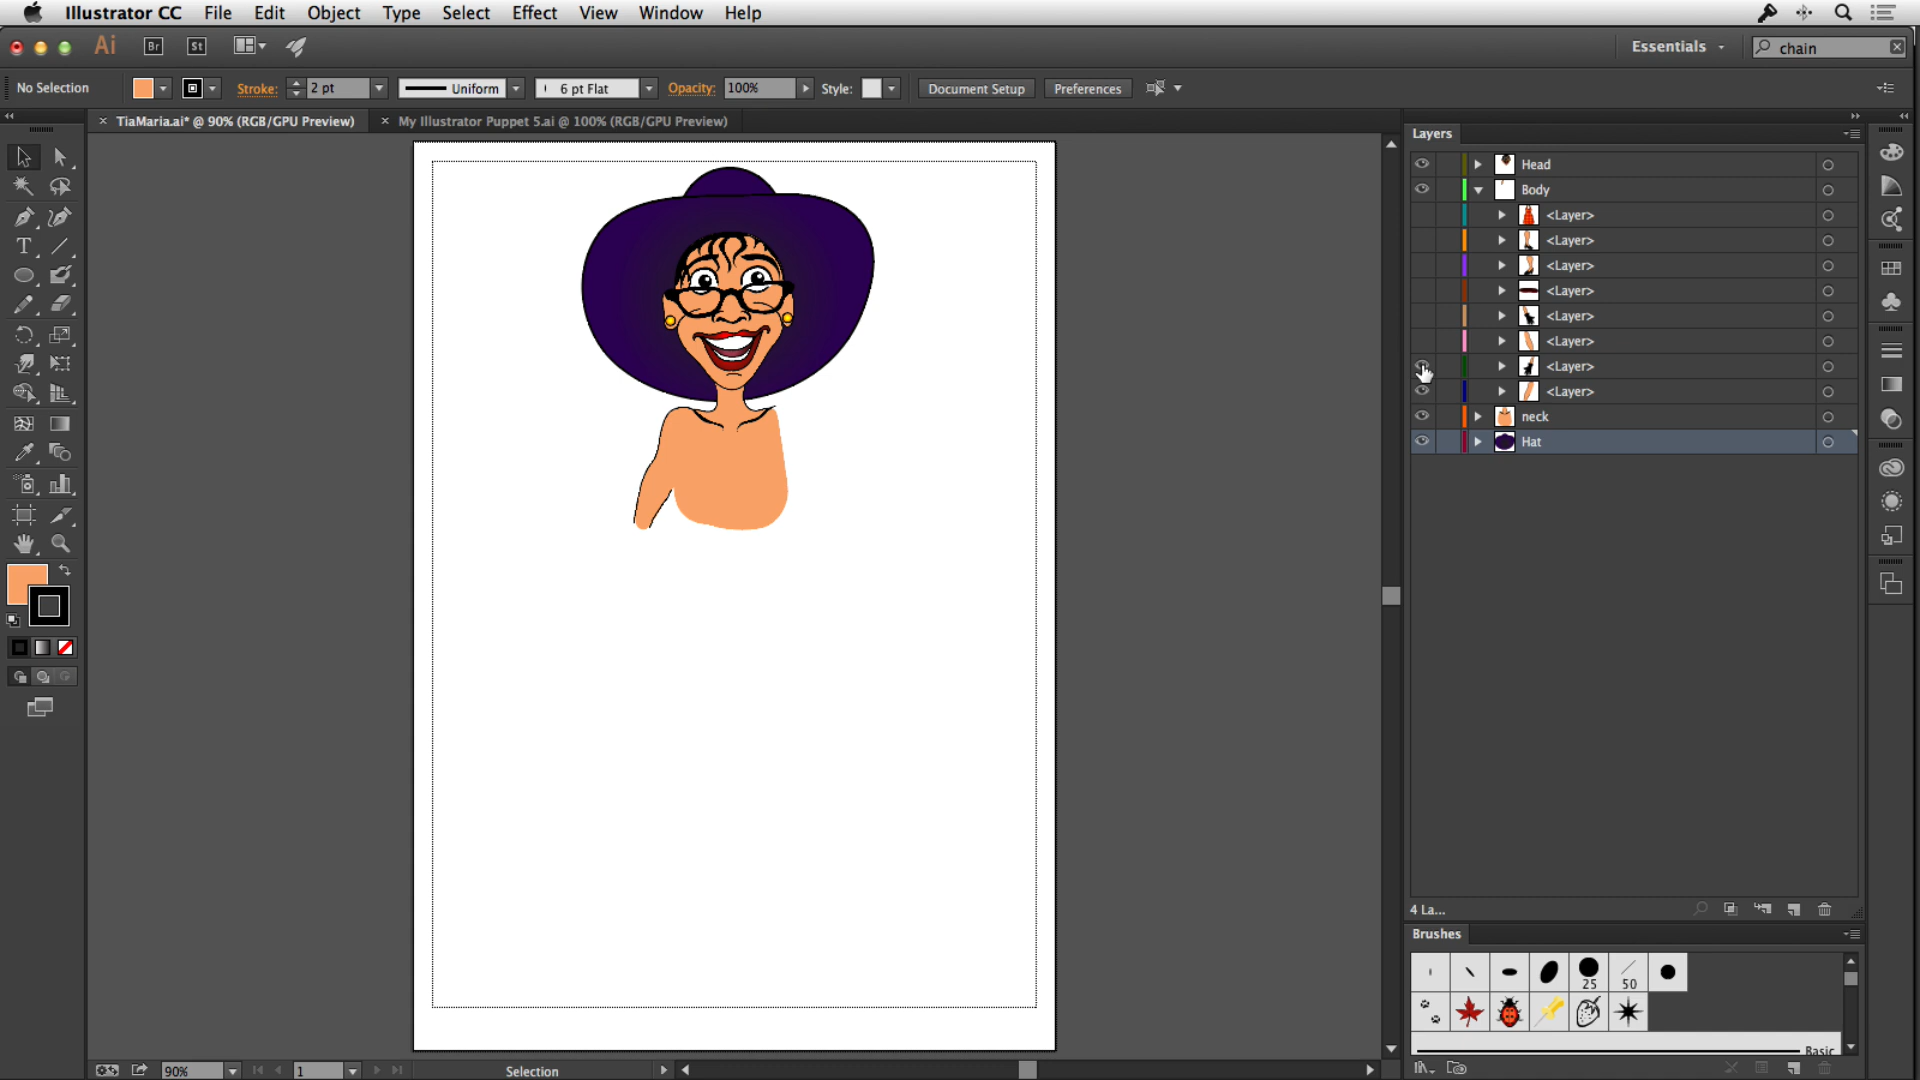 Illustrator CC File Edit Object Type Select Effect View Window Help
Ai Br St Essentials chain
No Selection Stroke: 2 pt Uniform 6 pt Flat Opacity: 100% Style: Document Setup Preferences
TiaMaria.ai* @ 90% (RGB/GPU Preview) My Illustrator Puppet 5.ai @ 100% (RGB/GPU Preview)
Layers
Head
Body
<Layer>
<Layer>
<Layer>
<Layer>
<Layer>
<Layer>
<Layer>
<Layer>
neck
Hat
4 La...
Brushes
25 50
Basic
90% 1 Selection